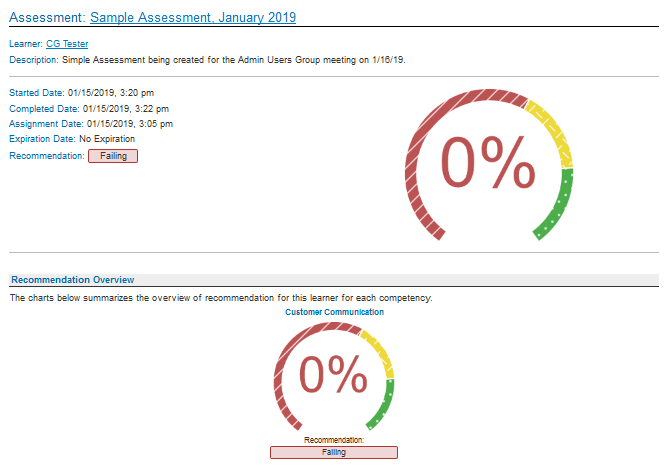 Assessment: Sample Assessment, January 2019
Learner: CG Tester
Description: Simple Assessment being created for the Admin Users Group meeting on 1/16/19.
Started Date: 01/15/2019, 3:20 pm
Completed Date: 01/15/2019, 3:22 pm
Assignment Date: 01/15/2019, 3:05 pm
Expiration Date: No Expiration
Recommendation: Failing
0%
Recommendation Overview
The charts below summarizes the overview of recommendation for this learner for each competency.
Customer Communication
0%
Recommendation:
Failing